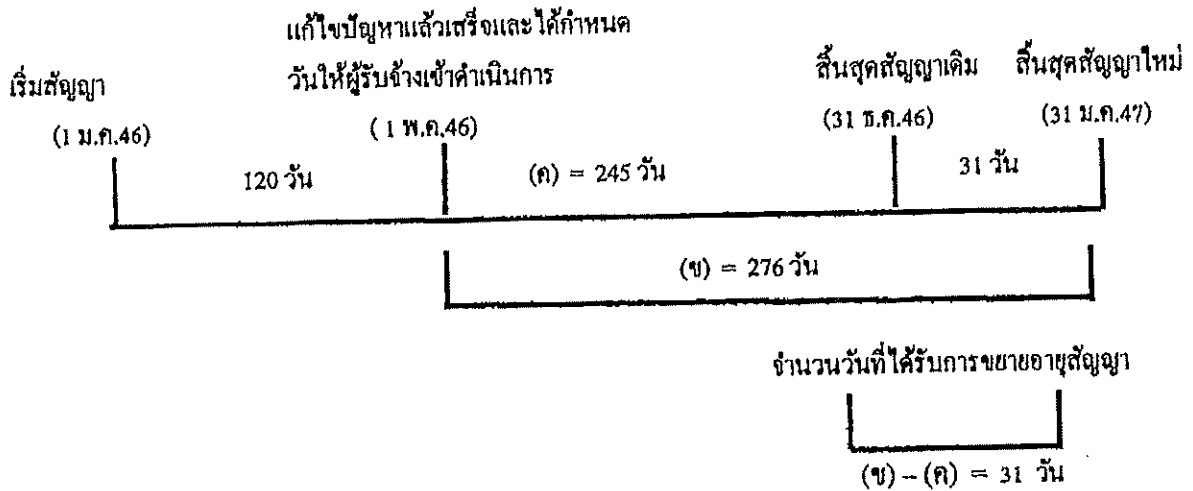 แก้ไขปัญหาแล้วเสร็จและได้กำหนด
วันให้ผู้รับจ้างเข้าดำเนินการ
เริ่มสัญญา
สิ้นสุดสัญญาเดิม
สิ้นสุดสัญญาใหม่
(1 ม.ค.46)
( 1 พ.ค.46)
(31 ธ.ค.46)
(31 ม.ค.47)
120 วัน
(ค) = 245 วัน
31 วัน
(ข) = 276 วัน
จำนวนวันที่ได้รับการขยายอายุสัญญา
(ข) – (ค) = 31 วัน